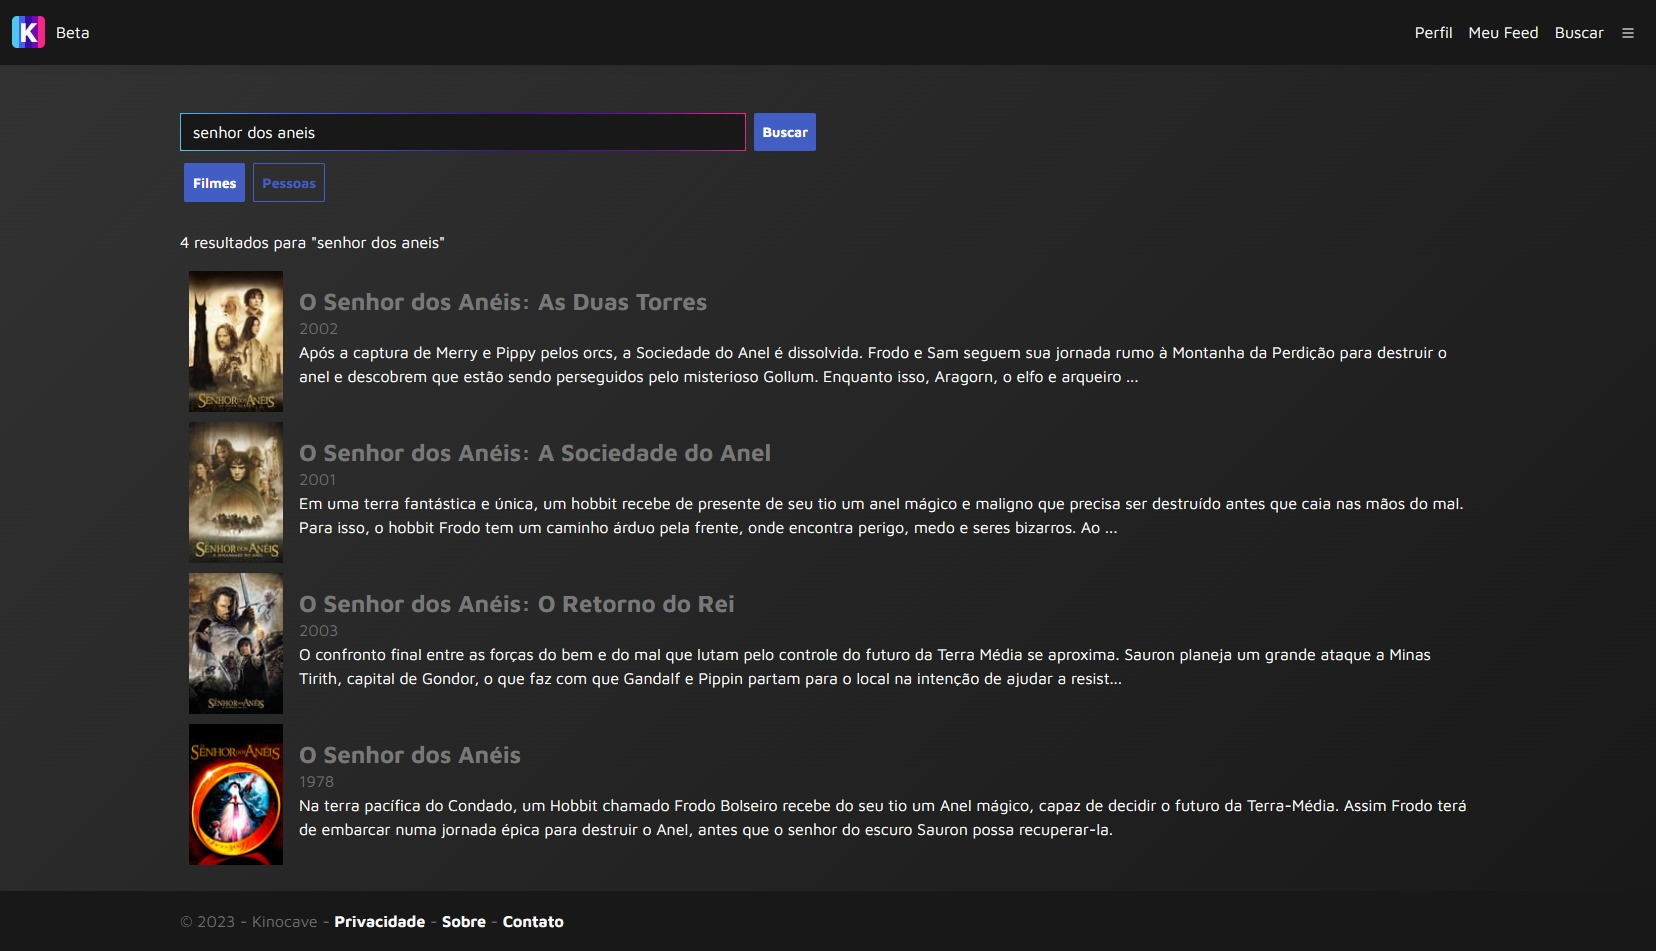 K Beta
Perfil Meu Feed Buscar
senhor dos aneis
Buscar
Filmes Pessoas
4 resultados para "senhor dos aneis"
SENHOR DOS ANÉIS
O Senhor dos Anéis: As Duas Torres
2002
Após a captura de Merry e Pippy pelos orcs, a Sociedade do Anel é dissolvida. Frodo e Sam seguem sua jornada rumo à Montanha da Perdição para destruir o
anel e descobrem que estão sendo perseguidos pelo misterioso Gollum. Enquanto isso, Aragorn, o elfo e arqueiro ...
SENHOR DOS ANÉIS
O Senhor dos Anéis: A Sociedade do Anel
2001
Em uma terra fantástica e única, um hobbit recebe de presente de seu tio um anel mágico e maligno que precisa ser destruído antes que caia nas mãos do mal.
Para isso, o hobbit Frodo tem um caminho árduo pela frente, onde encontra perigo, medo e seres bizarros. Ao ...
SENHOR DOS ANÉIS
O Senhor dos Anéis: O Retorno do Rei
2003
O confronto final entre as forças do bem e do mal que lutam pelo controle do futuro da Terra Média se aproxima. Sauron planeja um grande ataque a Minas
Tirith, capital de Gondor, o que faz com que Gandalf e Pippin partam para o local na intenção de ajudar a resist...
SENHOR DOS ANÉIS
O Senhor dos Anéis
1978
Na terra pacífica do Condado, um Hobbit chamado Frodo Bolseiro recebe do seu tio um Anel mágico, capaz de decidir o futuro da Terra-Média. Assim Frodo terá
de embarcar numa jornada épica para destruir o Anel, antes que o senhor do escuro Sauron possa recuperar-la.
© 2023 - Kinocave - Privacidade - Sobre - Contato